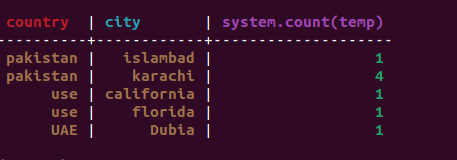 country | city | system.count(temp)
---------+------------+--------------------
pakistan | islambad | 1
pakistan | karachi | 4
use | california | 1
use | florida | 1
UAE | Dubia | 1